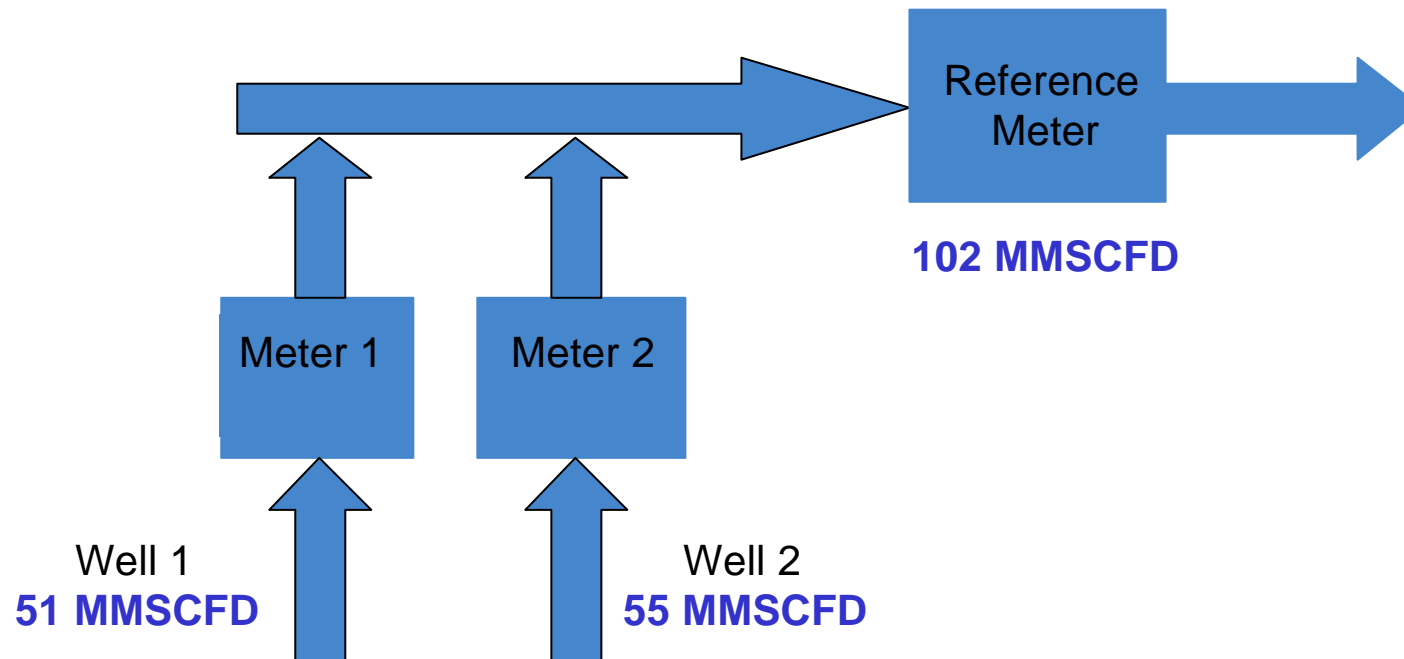 Reference
Meter
102 MMSCFD
Meter 1
Meter 2
Well 1
51 MMSCFD
Well 2
55 MMSCFD